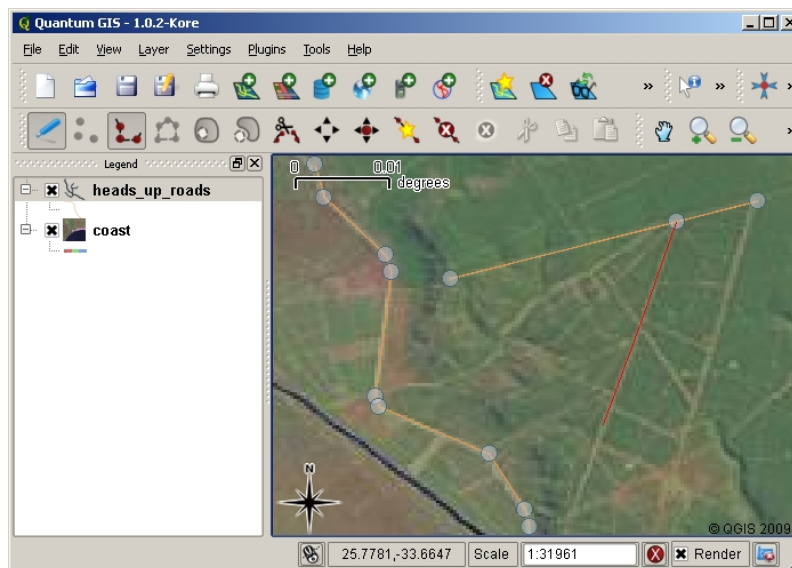 Quantum GIS - 1.0.2-Kore
File Edit View Layer Settings Plugins Tools Help
Legend
heads_up_roads
coast
0 0.01
degrees
N
© QGIS 2009
25.7781,-33.6647 Scale 1:31961 Render